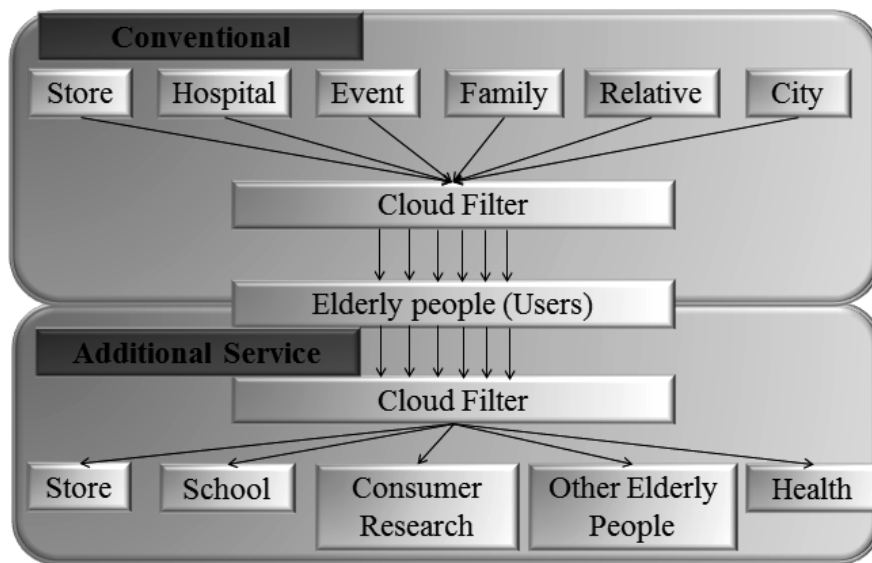 Conventional
Store Hospital Event Family Relative City
Cloud Filter
Elderly people (Users)
Additional Service
Cloud Filter
Store School Consumer Other Elderly Health
Research People